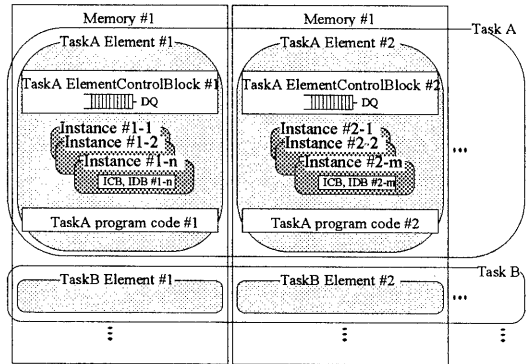 Memory #1
Memory #1
Task A
TaskA Element #1
TaskA Element #2
TaskA ElementControlBlock #1
TaskA ElementControlBlock #2
DQ
DQ
Instance #1-1
Instance #1-2
Instance #1-n
ICB, IDB #1-n
Instance #2-1
Instance #2-2
Instance #2-m
ICB, IDB #2-m
TaskA program code #1
TaskA program code #2
Task B
TaskB Element #1
TaskB Element #2